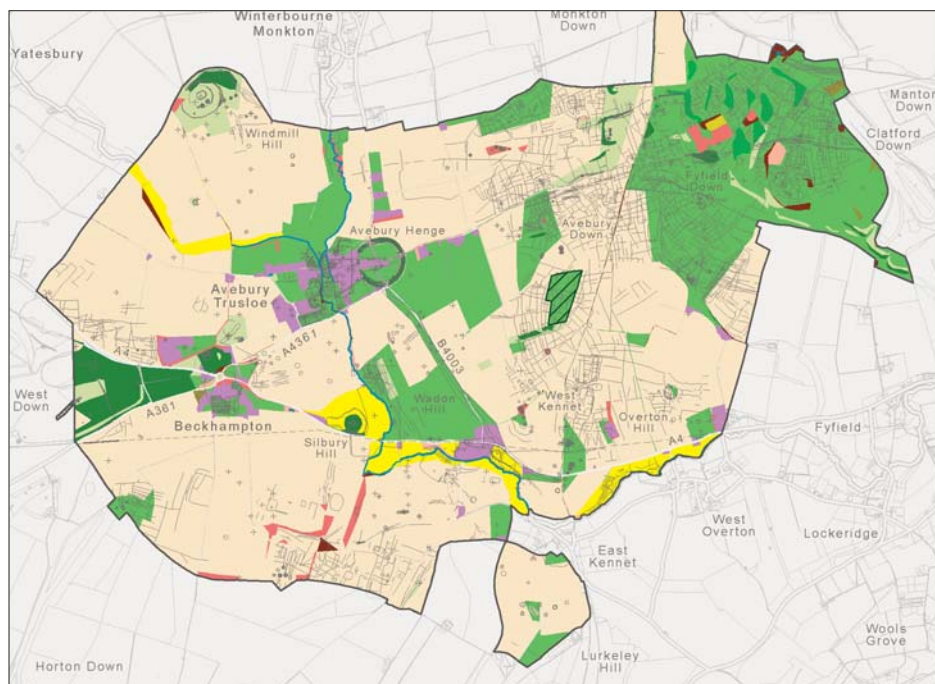 Winterbourne
Monkton
Monkton
Down
Yatesbury
Manton
Down
Windmill
Hill
Clatford
Down
Fyfield
Down
Avebury Henge
Avebury
Down
Avebury
Trusloe
A4361
B4003
A4
A361
West
Down
Beckhampton
Wadon
Hill
West
Kennet
Overton
Hill
Silbury
Hill
A4
Fyfield
West
Overton
Lockeridge
East
Kennet
Wools
Grove
Horton Down
Lurkeley
Hill